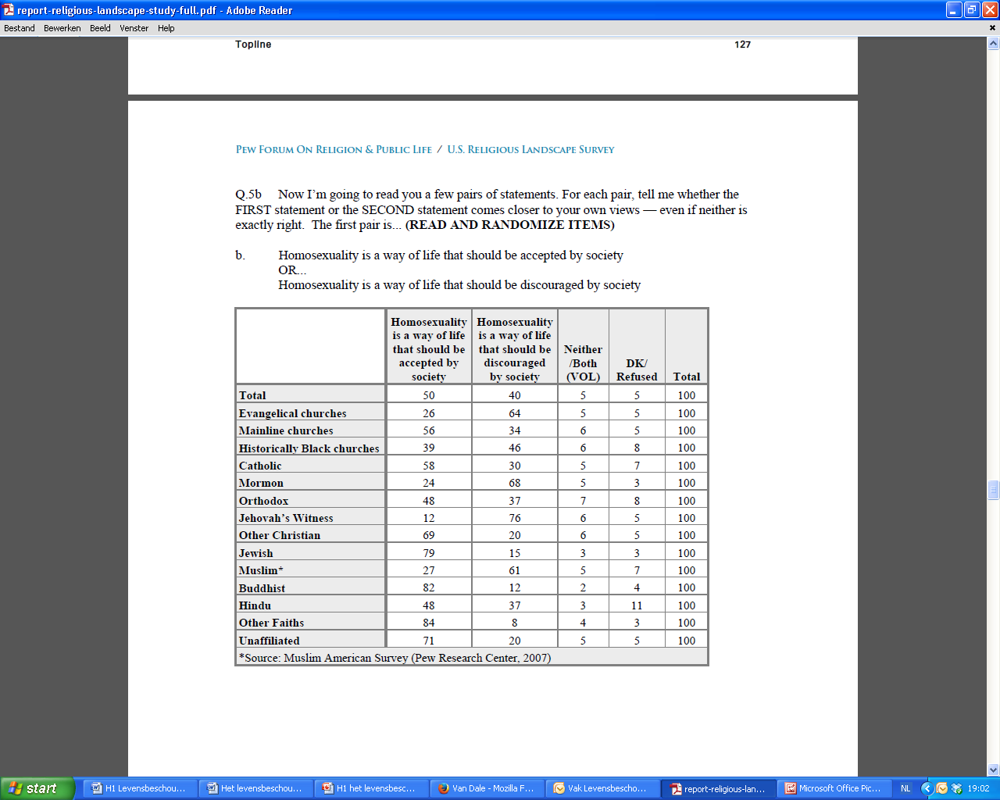 report-religious-landscape-study-full.pdf - Adobe Reader
Bestand Bewerken Beeld Venster Help
Topline 127
PEW FORUM ON RELIGION & PUBLIC LIFE / U.S. RELIGIOUS LANDSCAPE SURVEY
Q.5b Now I'm going to read you a few pairs of statements. For each pair, tell me whether the
FIRST statement or the SECOND statement comes closer to your own views — even if neither is
exactly right. The first pair is... (READ AND RANDOMIZE ITEMS)
b. Homosexuality is a way of life that should be accepted by society
OR...
Homosexuality is a way of life that should be discouraged by society
Homosexuality Homosexuality
is a way of life is a way of life
that should be that should be Neither
accepted by discouraged /Both DK/
society by society (VOL) Refused Total
Total 50 40 5 5 100
Evangelical churches 26 64 5 5 100
Mainline churches 56 34 6 5 100
Historically Black churches 39 46 6 8 100
Catholic 58 30 5 7 100
Mormon 24 68 5 3 100
Orthodox 48 37 7 8 100
Jehovah's Witness 12 76 6 5 100
Other Christian 69 20 6 5 100
Jewish 79 15 3 3 100
Muslim* 27 61 5 7 100
Buddhist 82 12 2 4 100
Hindu 48 37 3 11 100
Other Faiths 84 8 4 3 100
Unaffiliated 71 20 5 5 100
*Source: Muslim American Survey (Pew Research Center, 2007)
start H1 Levensbeschou... Het levensbeschou... H1 het levensbesc... Van Dale - Mozilla F... Vak Levensbescho... report-religious-lan... Microsoft Office Pic... NL 19:02